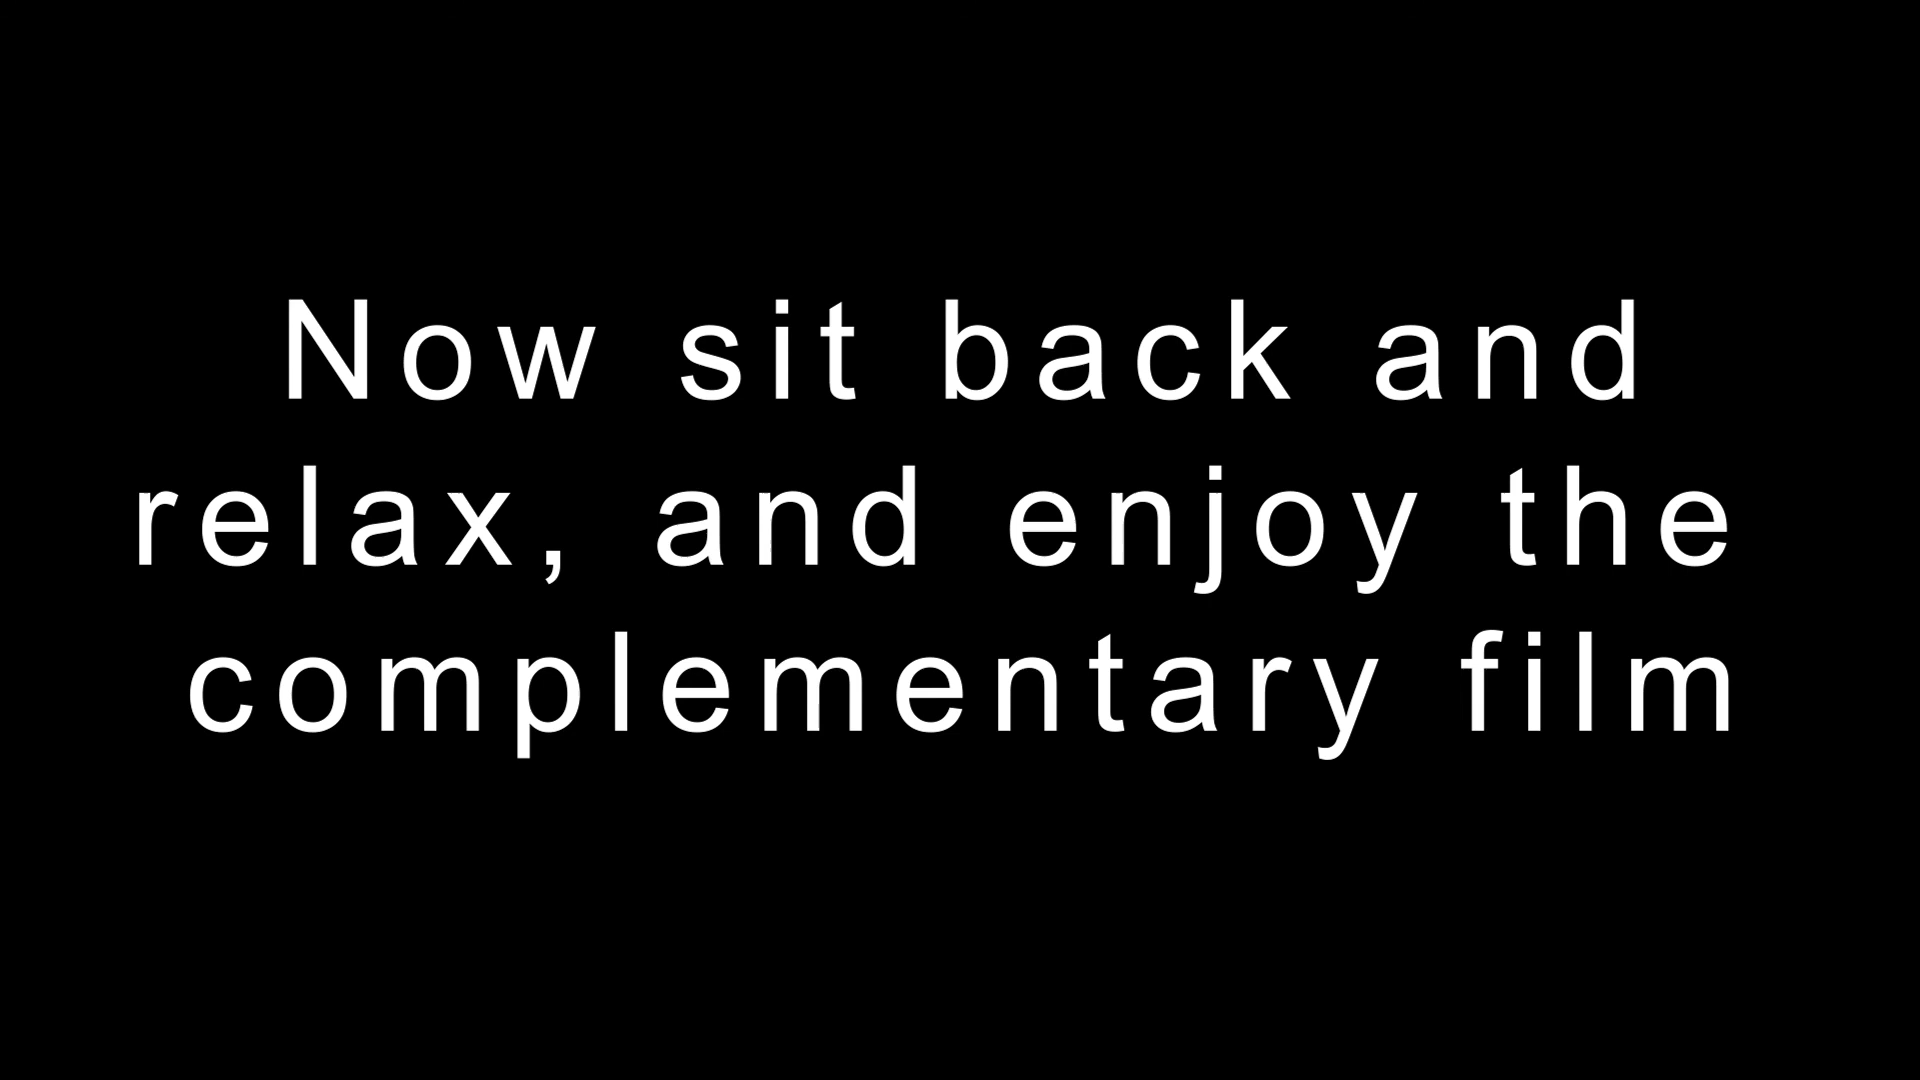 Now sit back and
relax, and enjoy the
complementary film